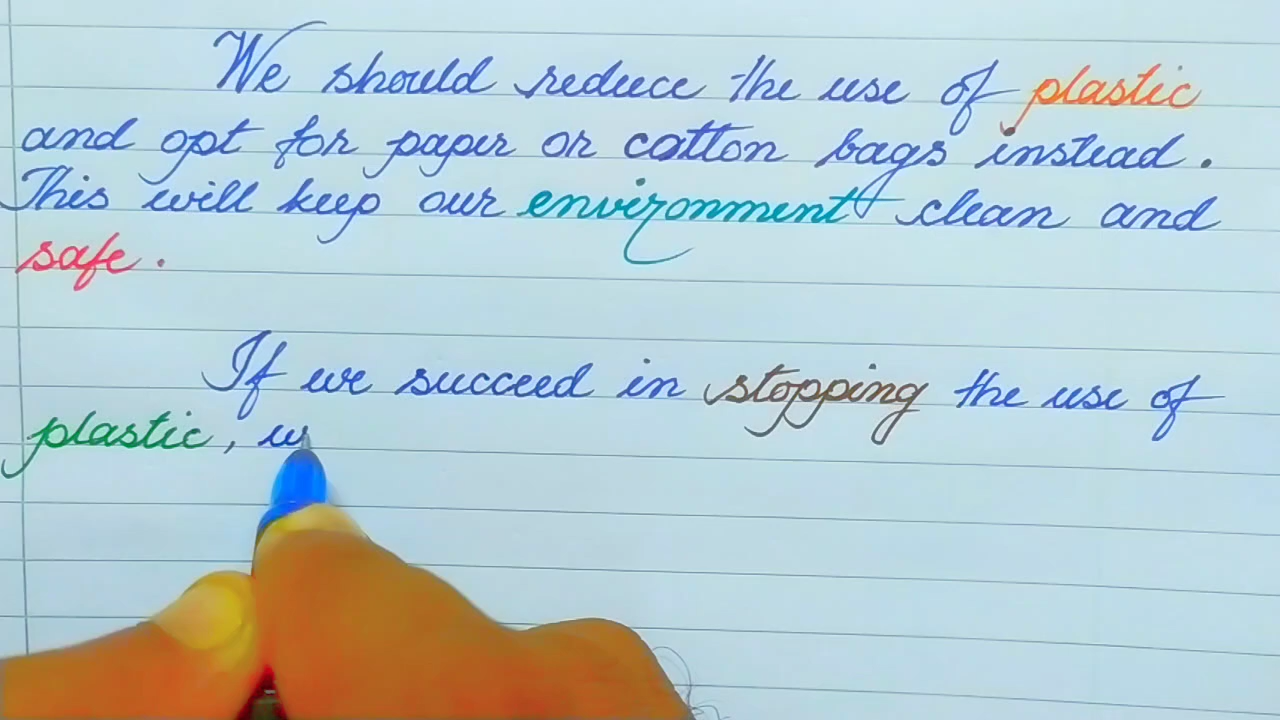 We should reduce the use of plastic
and opt for paper or cotton bags instead.
This will keep our environment clean and
safe.
If we succeed in stopping the use of
plastic, w